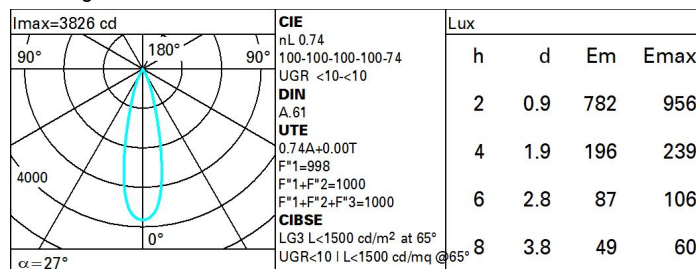 Imax=3826 cd
90°
180°
90°
4000
0°
α=27°
CIE
nL 0.74
100-100-100-100-74
UGR <10-<10
DIN
A.61
UTE
0.74A+0.00T
F"1=998
F"1+F"2=1000
F"1+F"2+F"3=1000
CIBSE
LG3 L<1500 cd/m² at 65°
UGR<10 | L<1500 cd/mq @65°
Lux
h d Em Emax
2 0.9 782 956
4 1.9 196 239
6 2.8 87 106
8 3.8 49 60